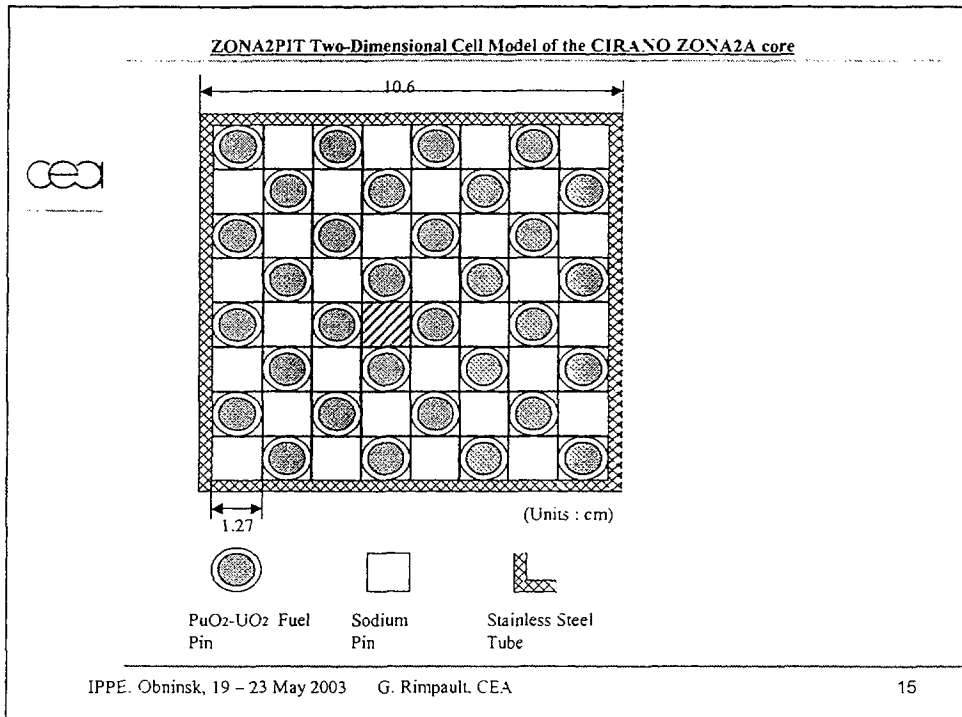 ZONA2PIT Two-Dimensional Cell Model of the CIRANO ZONA2A core
10.6
cea
1.27
(Units : cm)
PuO2-UO2 Fuel
Pin
Sodium
Pin
Stainless Steel
Tube
IPPE. Obninsk, 19 – 23 May 2003 G. Rimpault. CEA
15